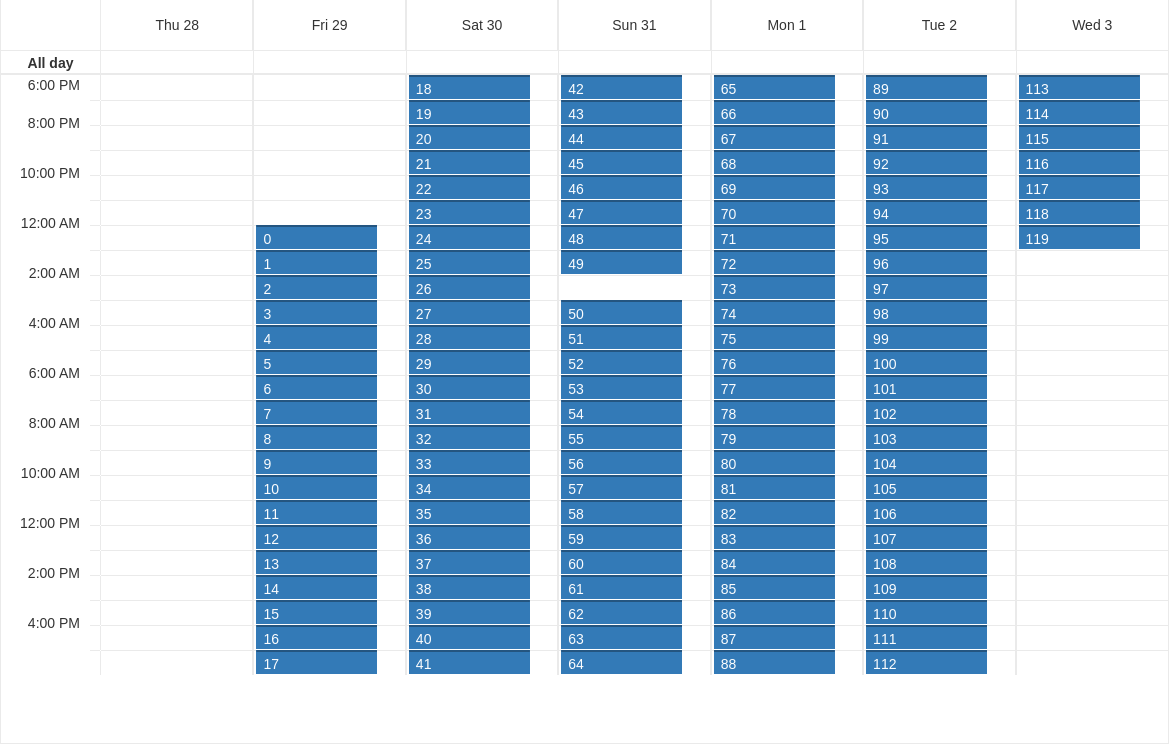 Thu 28 Fri 29 Sat 30 Sun 31 Mon 1 Tue 2 Wed 3
All day
6:00 PM 18 42 65 89 113
19 43 66 90 114
8:00 PM 20 44 67 91 115
21 45 68 92 116
10:00 PM 22 46 69 93 117
23 47 70 94 118
12:00 AM 0 24 48 71 95 119
1 25 49 72 96
2:00 AM 2 26 73 97
3 27 50 74 98
4:00 AM 4 28 51 75 99
5 29 52 76 100
6:00 AM 6 30 53 77 101
7 31 54 78 102
8:00 AM 8 32 55 79 103
9 33 56 80 104
10:00 AM 10 34 57 81 105
11 35 58 82 106
12:00 PM 12 36 59 83 107
13 37 60 84 108
2:00 PM 14 38 61 85 109
15 39 62 86 110
4:00 PM 16 40 63 87 111
17 41 64 88 112